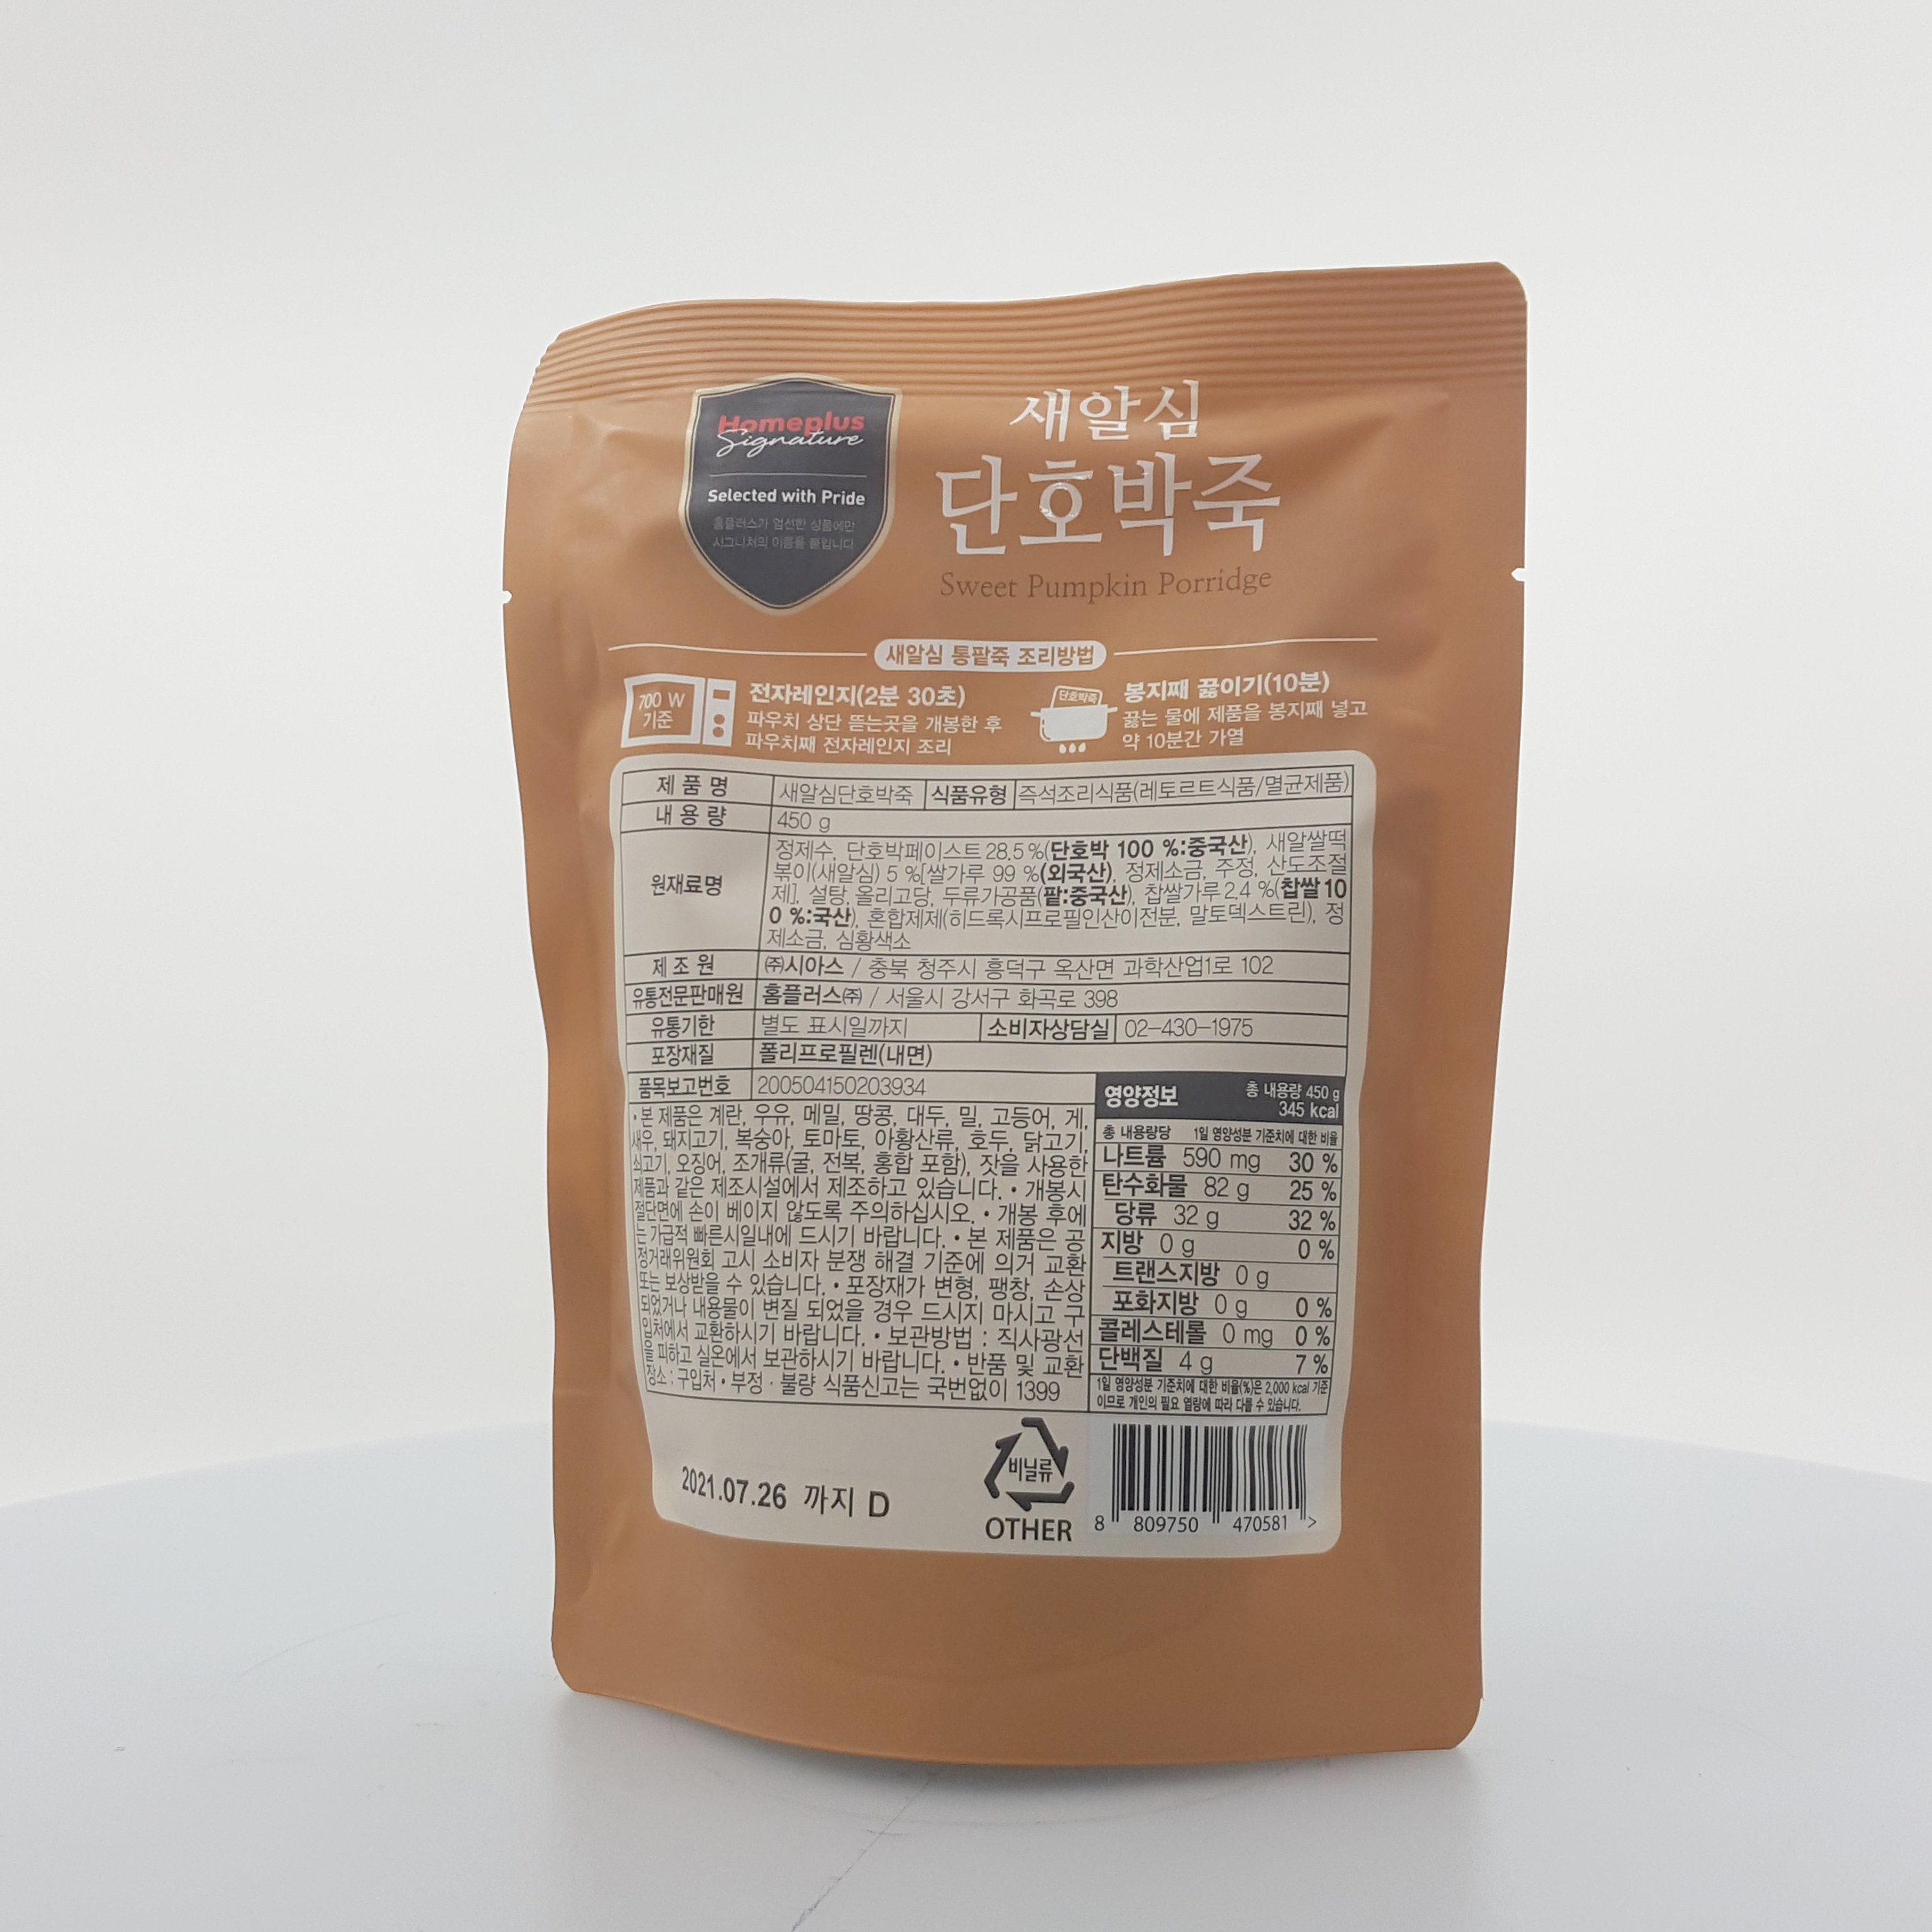 Homeplus
Signature
Selected with Pride
홈플러스가 엄선한 상품에만
시그니처의 이름을 붙입니다
새알심
단호박죽
Sweet Pumpkin Porridge
새알심 통팥죽 조리방법
700 W
기준
전자레인지(2분 30초)
파우치 상단 뜯는곳을 개봉한 후
파우치째 전자레인지 조리
단호박죽
봉지째 끓이기(10분)
끓는 물에 제품을 봉지째 넣고
약 10분간 가열
제 품 명 새알심단호박죽 식품유형 즉석조리식품(레토르트식품/멸균제품)
내 용 량 450 g
원재료명
정제수, 단호박페이스트 28.5 %(단호박 100 %:중국산), 새알쌀떡
볶이(새알심) 5 %[쌀가루 99 %(외국산), 정제소금, 주정, 산도조절
제], 설탕, 올리고당, 두류가공품(팥:중국산), 찹쌀가루 2.4 %(찹쌀 10
0 %:국산), 혼합제제(히드록시프로필인산이전분, 말토덱스트린), 정
제소금, 심황색소
제 조 원 ㈜시아스 / 충북 청주시 흥덕구 옥산면 과학산업1로 102
유통전문판매원 홈플러스㈜ / 서울시 강서구 화곡로 398
유통기한 별도 표시일까지 소비자상담실 02-430-1975
포장재질 폴리프로필렌(내면)
품목보고번호 200504150203934
• 본 제품은 계란, 우유, 메밀, 땅콩, 대두, 밀, 고등어, 게,
새우, 돼지고기, 복숭아, 토마토, 아황산류, 호두, 닭고기,
쇠고기, 오징어, 조개류(굴, 전복, 홍합 포함), 잣을 사용한
제품과 같은 제조시설에서 제조하고 있습니다. • 개봉시
절단면에 손이 베이지 않도록 주의하십시오. • 개봉 후에
는 가급적 빠른시일내에 드시기 바랍니다. • 본 제품은 공
정거래위원회 고시 소비자 분쟁 해결 기준에 의거 교환
또는 보상받을 수 있습니다. • 포장재가 변형, 팽창, 손상
되었거나 내용물이 변질 되었을 경우 드시지 마시고 구
입처에서 교환하시기 바랍니다. • 보관방법 : 직사광선
을 피하고 실온에서 보관하시기 바랍니다. • 반품 및 교환
장소 : 구입처 • 부정 · 불량 식품신고는 국번없이 1399
영양정보
총 내용량 450 g
345 kcal
총 내용량당 1일 영양성분 기준치에 대한 비율
나트륨 590 mg 30 %
탄수화물 82 g 25 %
당류 32 g 32 %
지방 0 g 0 %
트랜스지방 0 g
포화지방 0 g 0 %
콜레스테롤 0 mg 0 %
단백질 4 g 7 %
1일 영양성분 기준치에 대한 비율(%)은 2,000 kcal 기준
이므로 개인의 필요 열량에 따라 다를 수 있습니다.
2021.07.26 까지 D
비닐류
OTHER
8 809750 470581 >